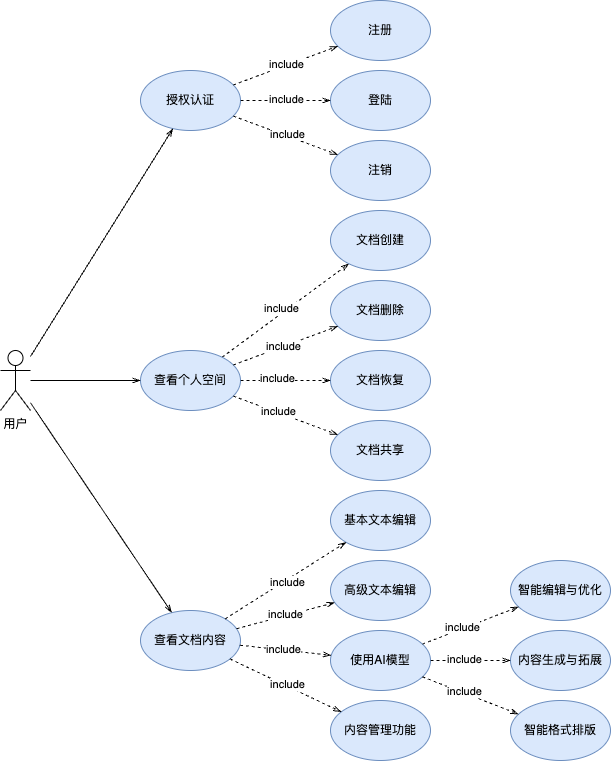 注册
include
授权认证
include
登陆
include
注销
文档创建
include
文档删除
include
查看个人空间
include
文档恢复
include
文档共享
用户
基本文本编辑
include
高级文本编辑
智能编辑与优化
include
include
查看文档内容
include
使用AI模型
include
内容生成与拓展
include
include
内容管理功能
智能格式排版